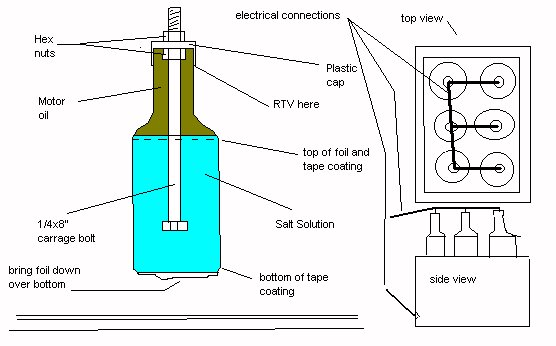 electrical connections
top view
Hex
nuts
Plastic
cap
Motor
oil
RTV here
top of foil and
tape coating
1/4x8"
carrage bolt
Salt Solution
bring foil down
over bottom
bottom of tape
coating
side view